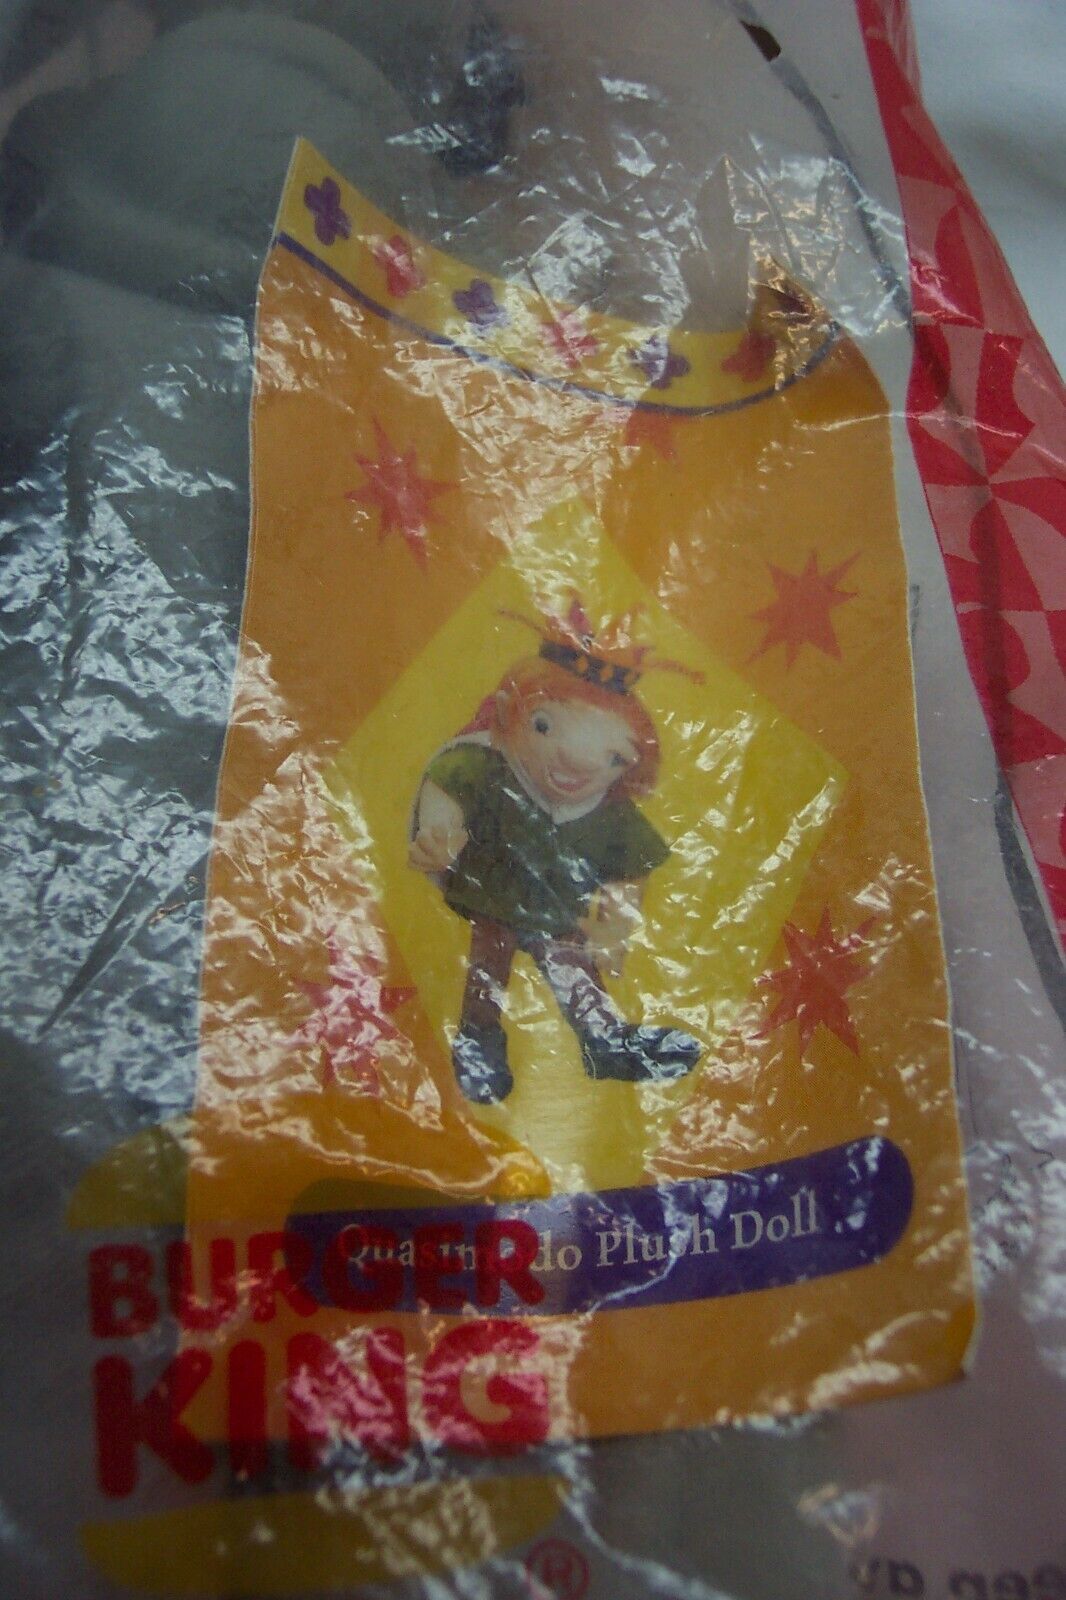 Quasimodo Plush Doll
BURGER
KING
®